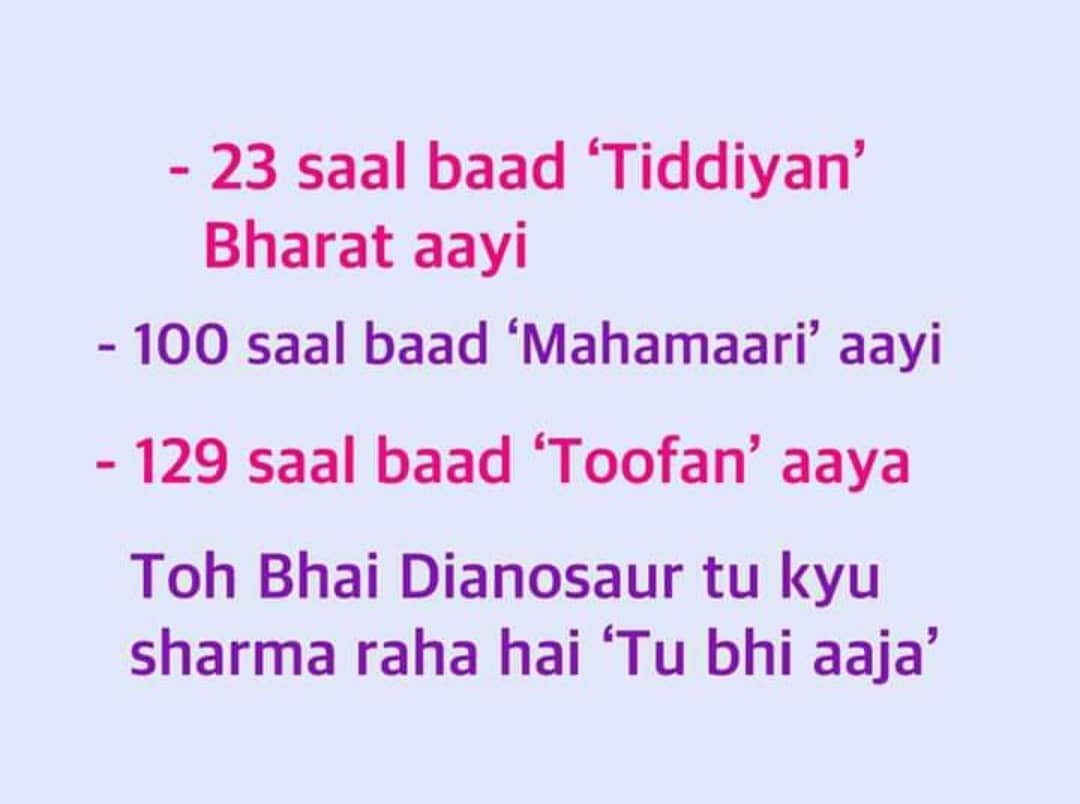 - 23 saal baad ‘Tiddiyan’
Bharat aayi
- 100 saal baad ‘Mahamaari’ aayi
- 129 saal baad ‘Toofan’ aaya
Toh Bhai Dianosaur tu kyu
sharma raha hai ‘Tu bhi aaja’